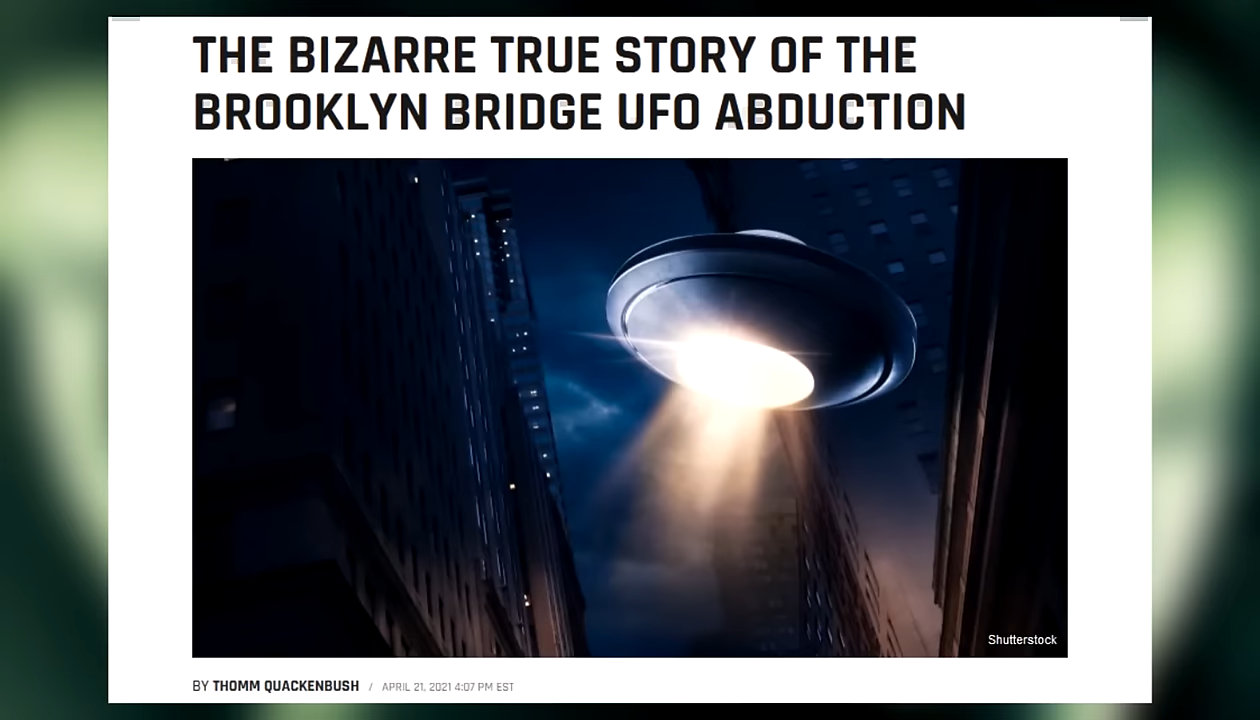 THE BIZARRE TRUE STORY OF THE
BROOKLYN BRIDGE UFO ABDUCTION
Shutterstock
BY THOMM QUACKENBUSH / APRIL 21, 2021 4:07 PM EST